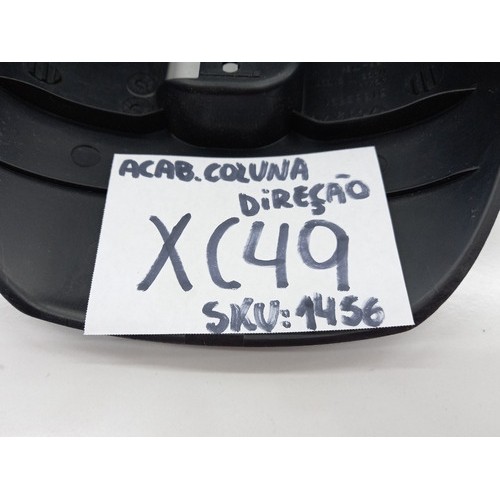 ACAB. COLUNA
DIREÇÃO
XC49
SKU: 1456